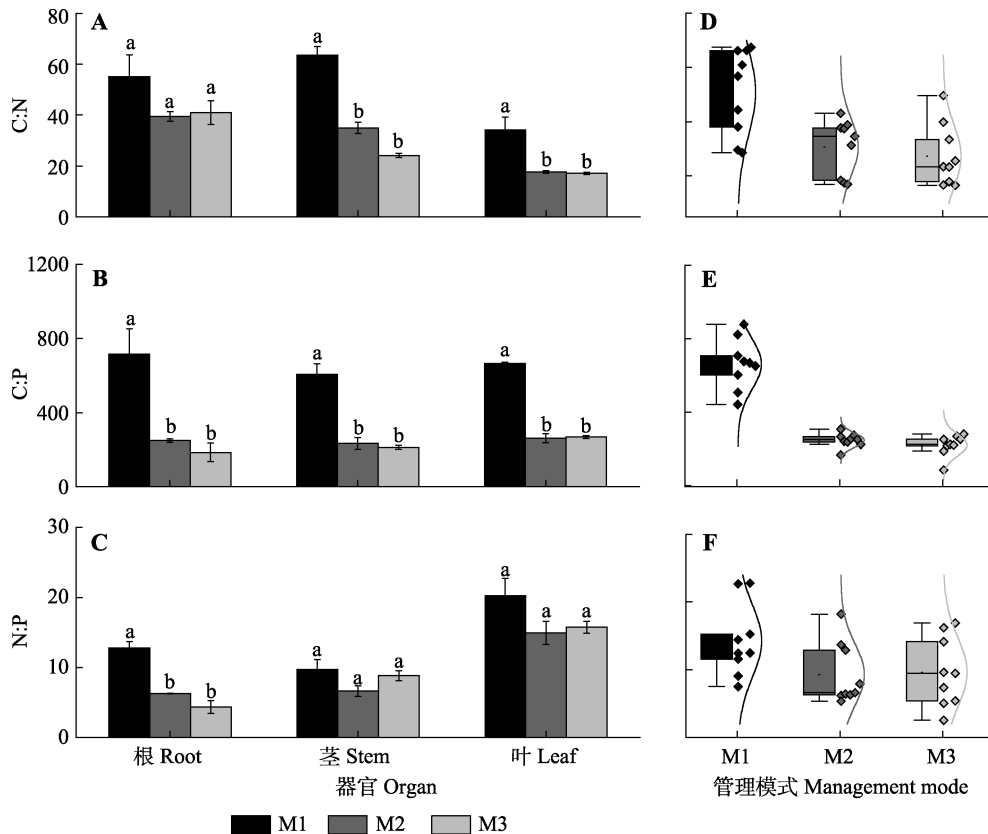 A
C:N
80
60
40
20
0
a
a
a
a
b
b
a
b
b
D
B
C:P
1200
800
400
0
a
b
b
a
b
b
a
b
b
E
C
N:P
30
20
10
0
a
b
b
a
a
a
a
a
a
F
根 Root
茎 Stem
叶 Leaf
器官 Organ
M1
M2
M3
管理模式 Management mode
M1
M2
M3